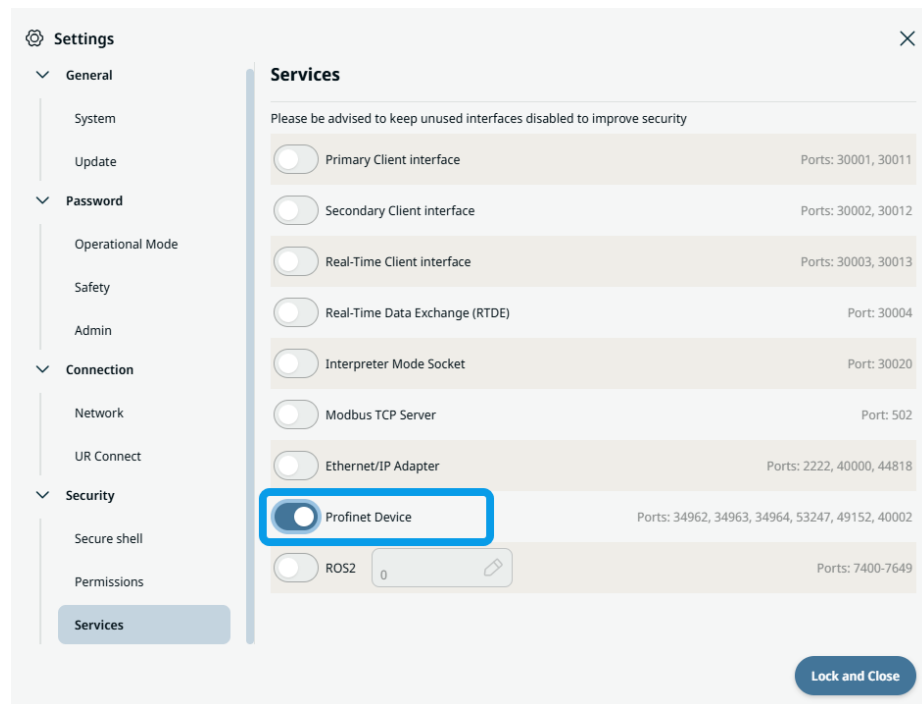 Settings
General
System
Update
Password
Operational Mode
Safety
Admin
Connection
Network
UR Connect
Security
Secure shell
Permissions
Services
Services
Please be advised to keep unused interfaces disabled to improve security
Primary Client interface Ports: 30001, 30011
Secondary Client interface Ports: 30002, 30012
Real-Time Client interface Ports: 30003, 30013
Real-Time Data Exchange (RTDE) Port: 30004
Interpreter Mode Socket Port: 30020
Modbus TCP Server Port: 502
Ethernet/IP Adapter Ports: 2222, 40000, 44818
Profinet Device Ports: 34962, 34963, 34964, 53247, 49152, 40002
ROS2 0 Ports: 7400-7649
Lock and Close